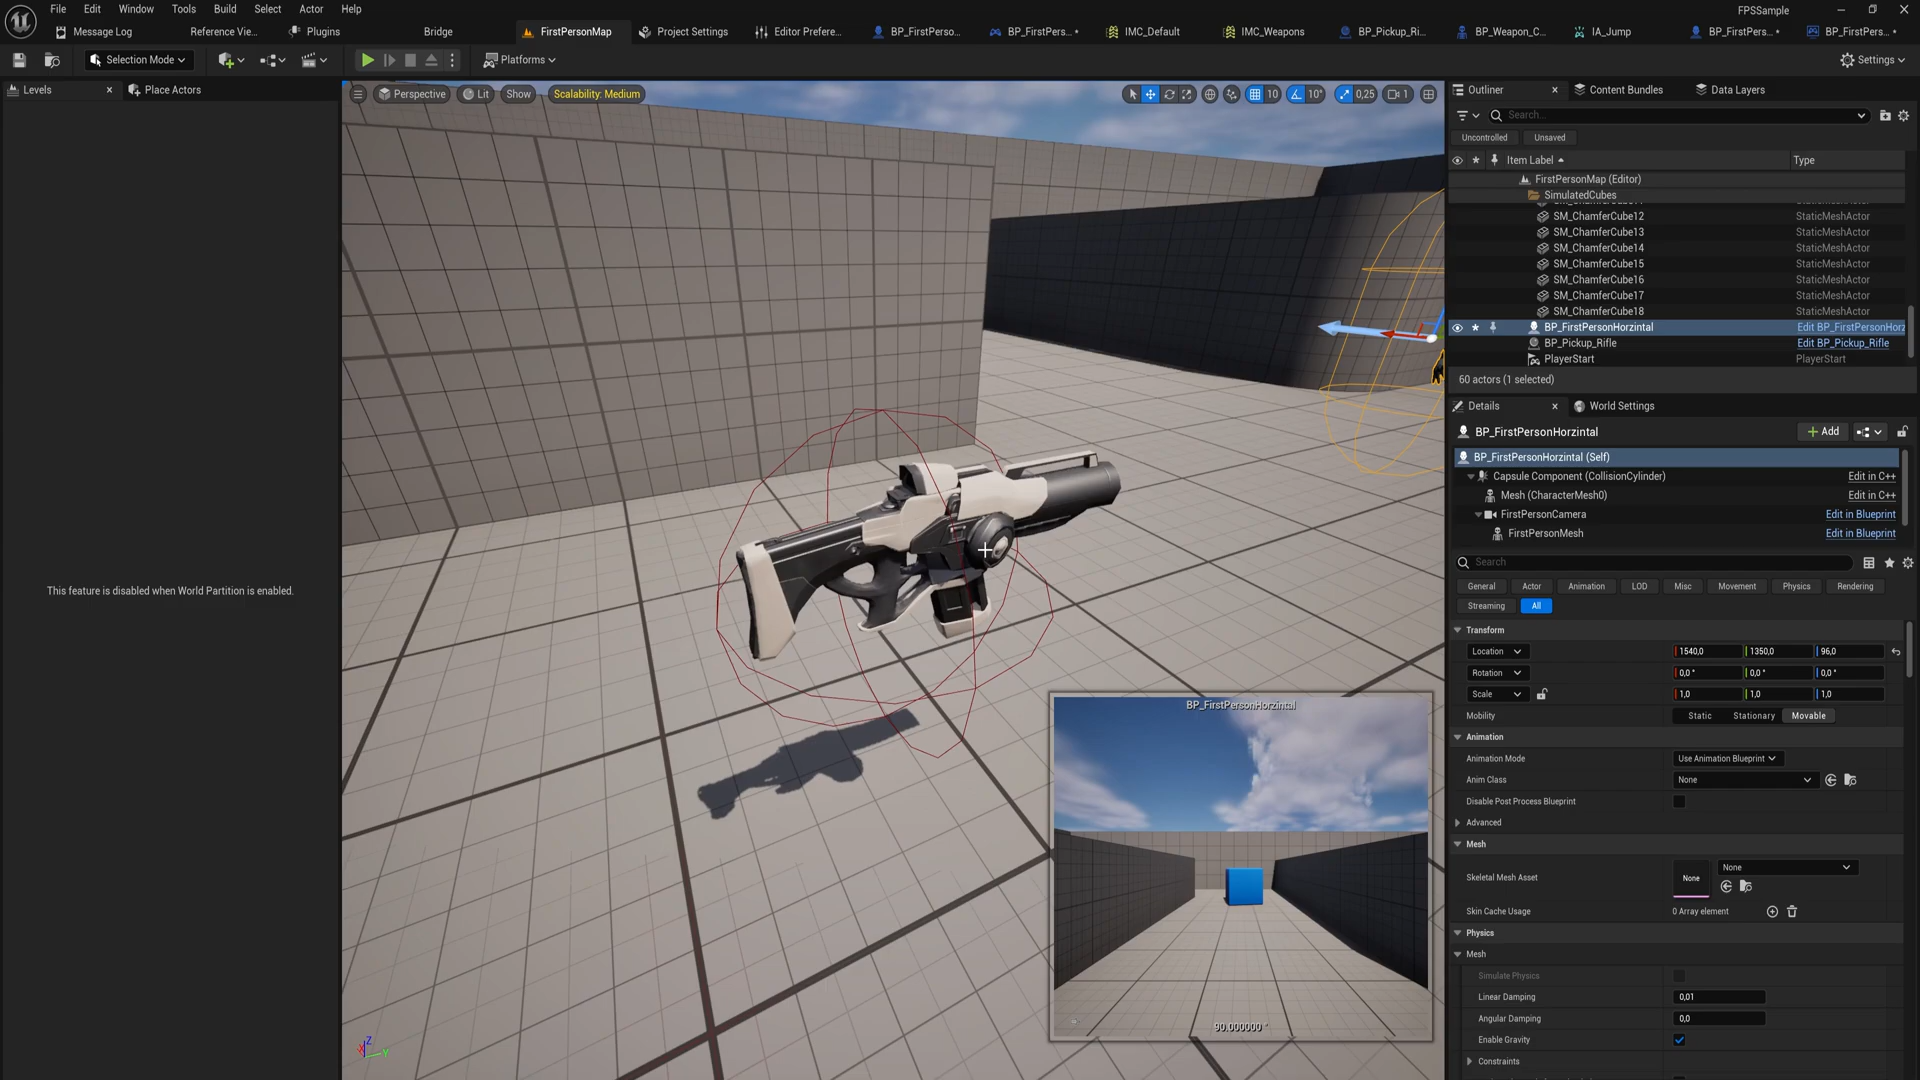 File Edit Window Tools Build Select Actor Help
FPSSample
Message Log
Reference Vie...
Plugins
Bridge
FirstPersonMap
Project Settings
Editor Prefere...
BP_FirstPerso...
BP_FirstPers... •
IMC_Default
IMC_Weapons
BP_Pickup_Ri...
BP_Weapon_C...
IA_Jump
BP_FirstPers... •
BP_FirstPers... •
Selection Mode
Platforms
Settings
Levels
Place Actors
This feature is disabled when World Partition is enabled.
Perspective
Lit
Show
Scalability: Medium
10
10°
0,25
1
BP_FirstPersonHorzintal
90.000000 °
Z
X
Y
Outliner
Content Bundles
Data Layers
Search...
Uncontrolled
Unsaved
Item Label
Type
FirstPersonMap (Editor)
SimulatedCubes
SM_ChamferCube12 StaticMeshActor
SM_ChamferCube13 StaticMeshActor
SM_ChamferCube14 StaticMeshActor
SM_ChamferCube15 StaticMeshActor
SM_ChamferCube16 StaticMeshActor
SM_ChamferCube17 StaticMeshActor
SM_ChamferCube18 StaticMeshActor
BP_FirstPersonHorzintal Edit BP_FirstPersonHorz
BP_Pickup_Rifle Edit BP_Pickup_Rifle
PlayerStart PlayerStart
60 actors (1 selected)
Details
World Settings
BP_FirstPersonHorzintal
Add
BP_FirstPersonHorzintal (Self)
Capsule Component (CollisionCylinder) Edit in C++
Mesh (CharacterMesh0) Edit in C++
FirstPersonCamera Edit in Blueprint
FirstPersonMesh Edit in Blueprint
Search
General Actor Animation LOD Misc Movement Physics Rendering
Streaming All
Transform
Location 1540,0 1350,0 96,0
Rotation 0,0 ° 0,0 ° 0,0 °
Scale 1,0 1,0 1,0
Mobility Static Stationary Movable
Animation
Animation Mode Use Animation Blueprint
Anim Class None
Disable Post Process Blueprint
Advanced
Mesh
Skeletal Mesh Asset None None
Skin Cache Usage 0 Array element
Physics
Mesh
Simulate Physics
Linear Damping 0,01
Angular Damping 0,0
Enable Gravity
Constraints